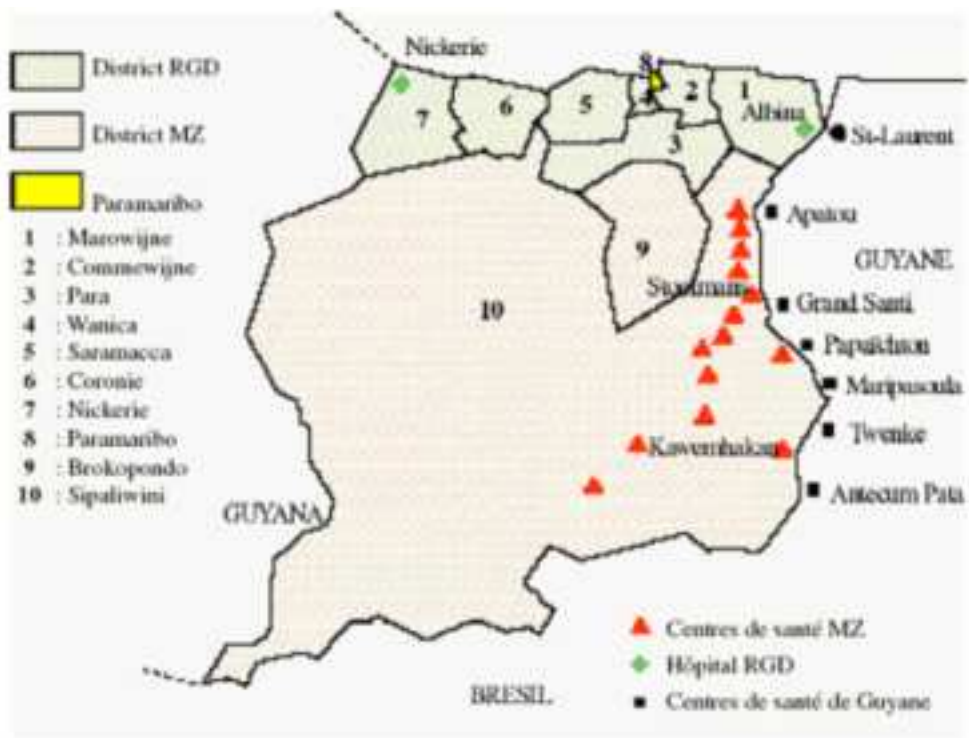 District RGD
District MZ
Paramaribo
1 : Marowijne
2 : Commewijne
3 : Para
4 : Wanica
5 : Saramacca
6 : Coronie
7 : Nickerie
8 : Paramaribo
9 : Brokopondo
10 : Sipaliwini
Nickerie
7
6
5
8
4
2
1
Albina
3
St-Laurent
Apatou
9
GUYANE
10
Grand Santi
Papaïchton
Maripasoula
Twenke
Kawemhakan
Antecum Pata
GUYANA
BRESIL
Centres de santé MZ
Hôpital RGD
Centres de santé de Guyane